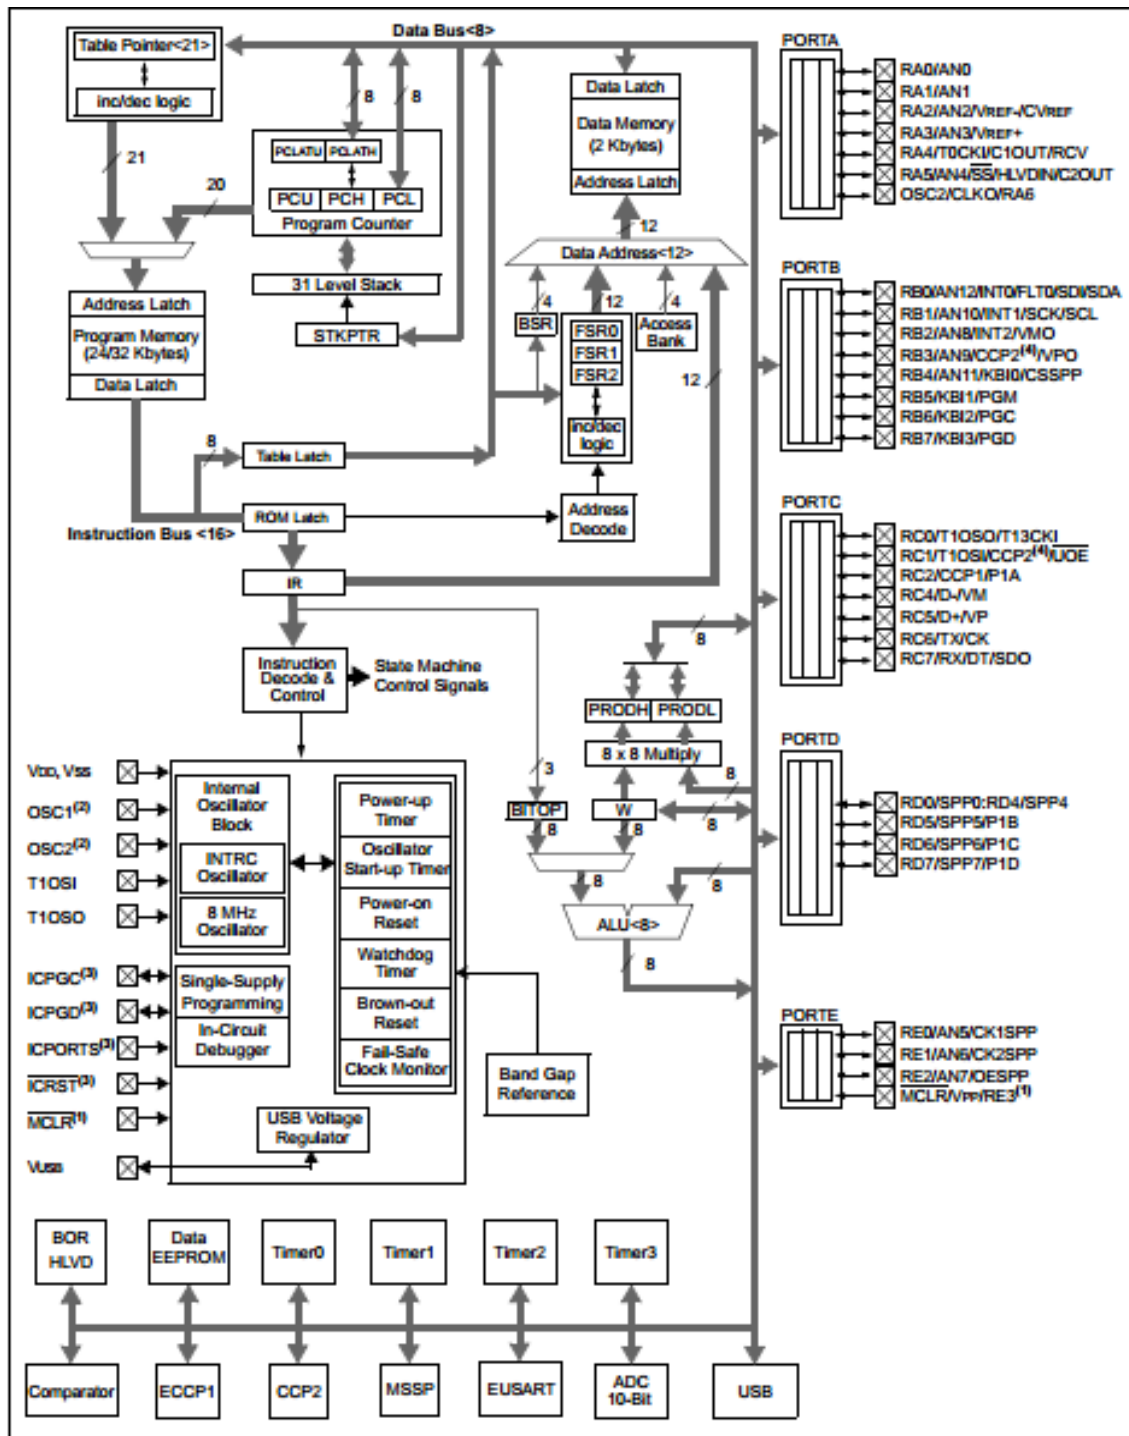 Data Bus<8>
Table Pointer<21>
inc/dec logic
21
20
8
8
PCLATU PCLATH
PCU PCH PCL
Program Counter
31 Level Stack
STKPTR
Address Latch
Program Memory
(24/32 Kbytes)
Data Latch
8
Table Latch
ROM Latch
Instruction Bus <16>
IR
Data Latch
Data Memory
(2 Kbytes)
Address Latch
12
Data Address<12>
4
12
4
BSR
FSR0
FSR1
FSR2
inc/dec
logic
Access
Bank
12
Address
Decode
Instruction
Decode &
Control
State Machine
Control Signals
8
PRODH PRODL
8 x 8 Multiply
3
8
BITOP
W
8
8
8
8
8
ALU<8>
8
VDD, VSS
OSC1(2)
OSC2(2)
T1OSI
T1OSO
ICPGC(3)
ICPGD(3)
ICPORTS(3)
ICRST(3)
MCLR(1)
VUSB
Internal
Oscillator
Block
INTRC
Oscillator
8 MHz
Oscillator
Single-Supply
Programming
In-Circuit
Debugger
Power-up
Timer
Oscillator
Start-up Timer
Power-on
Reset
Watchdog
Timer
Brown-out
Reset
Fail-Safe
Clock Monitor
Band Gap
Reference
USB Voltage
Regulator
PORTA
RA0/AN0
RA1/AN1
RA2/AN2/VREF-/CVREF
RA3/AN3/VREF+
RA4/T0CKI/C1OUT/RCV
RA5/AN4/SS/HLVDIN/C2OUT
OSC2/CLKO/RA6
PORTB
RB0/AN12/INT0/FLT0/SDI/SDA
RB1/AN10/INT1/SCK/SCL
RB2/AN8/INT2/VMO
RB3/AN9/CCP2(4)/VPO
RB4/AN11/KBI0/CSSPP
RB5/KBI1/PGM
RB6/KBI2/PGC
RB7/KBI3/PGD
PORTC
RC0/T1OSO/T13CKI
RC1/T1OSI/CCP2(4)/UOE
RC2/CCP1/P1A
RC4/D-/VM
RC5/D+/VP
RC6/TX/CK
RC7/RX/DT/SDO
PORTD
RD0/SPP0:RD4/SPP4
RD5/SPP5/P1B
RD6/SPP6/P1C
RD7/SPP7/P1D
PORTE
RE0/AN5/CK1SPP
RE1/AN6/CK2SPP
RE2/AN7/OESPP
MCLR/VPP/RE3(1)
BOR
HLVD
Data
EEPROM
Timer0
Timer1
Timer2
Timer3
Comparator
ECCP1
CCP2
MSSP
EUSART
ADC
10-Bit
USB